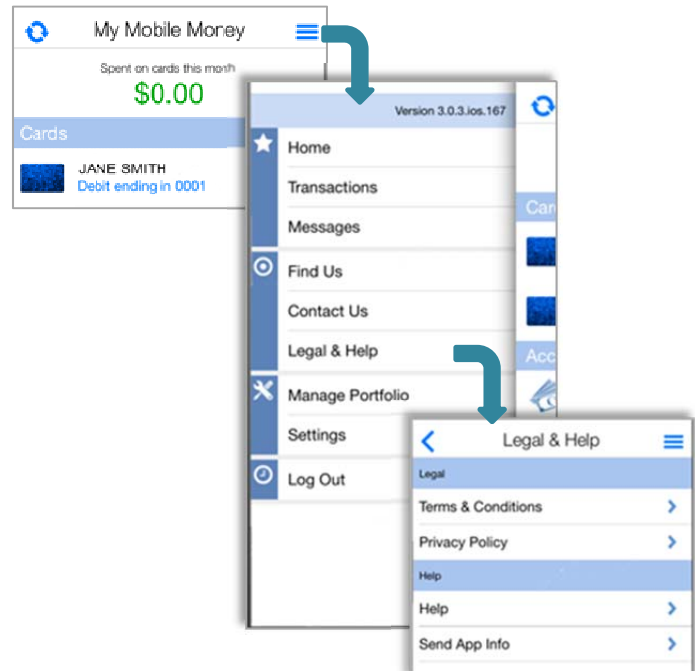 My Mobile Money
Spent on cards this month
$0.00
Cards
JANE SMITH
Debit ending in 0001
Version 3.0.3.ios.167
Home
Transactions
Messages
Find Us
Contact Us
Legal & Help
Manage Portfolio
Settings
Log Out
Car
Acc
Legal & Help
Legal
Terms & Conditions
Privacy Policy
Help
Help
Send App Info